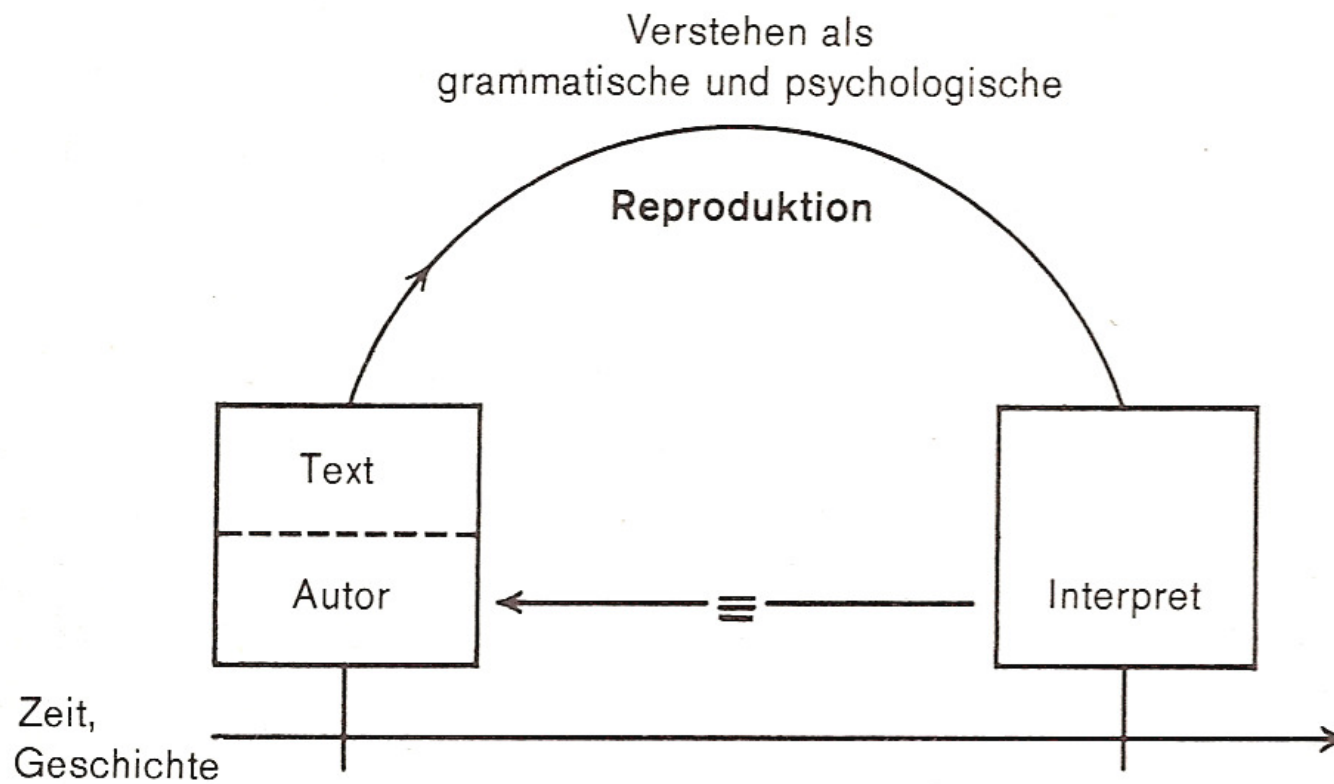 Verstehen als
grammatische und psychologische
Reproduktion
Text
Autor
≡
Interpret
Zeit,
Geschichte